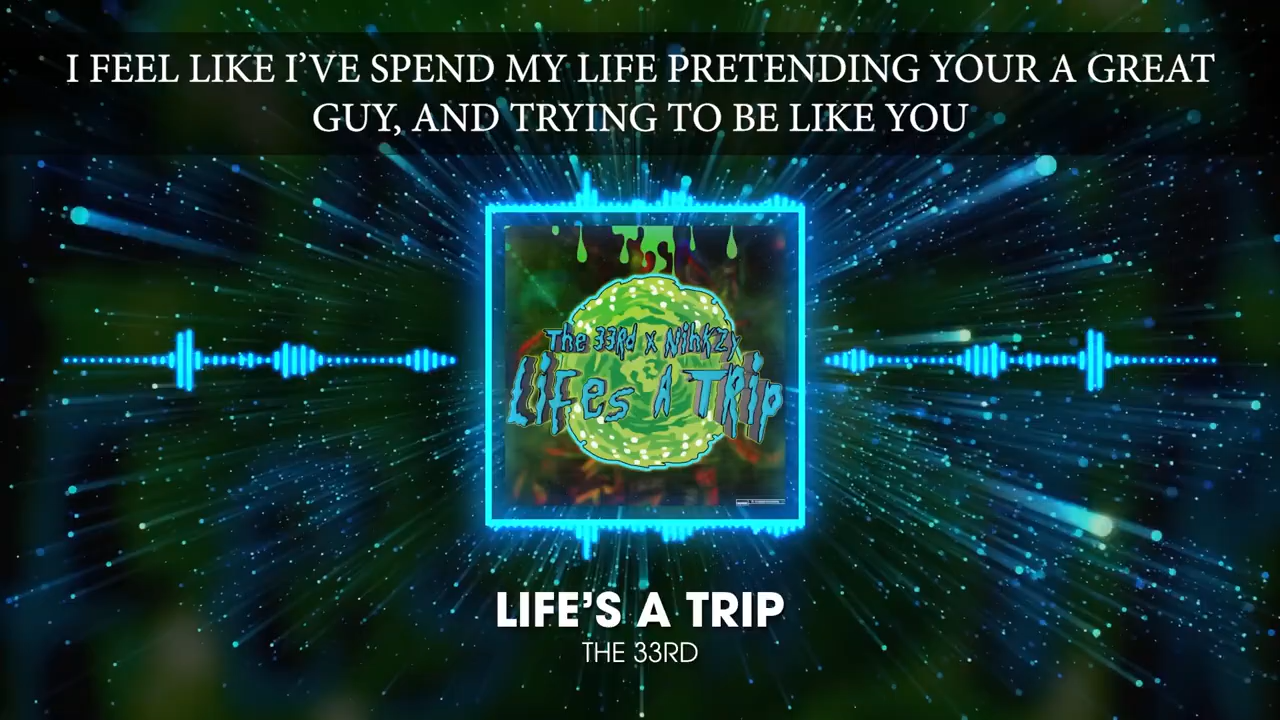 I FEEL LIKE I’VE SPEND MY LIFE PRETENDING YOUR A GREAT
GUY, AND TRYING TO BE LIKE YOU
The 33Rd x NihKZy
LiFes A TRip
LIFE’S A TRIP
THE 33RD